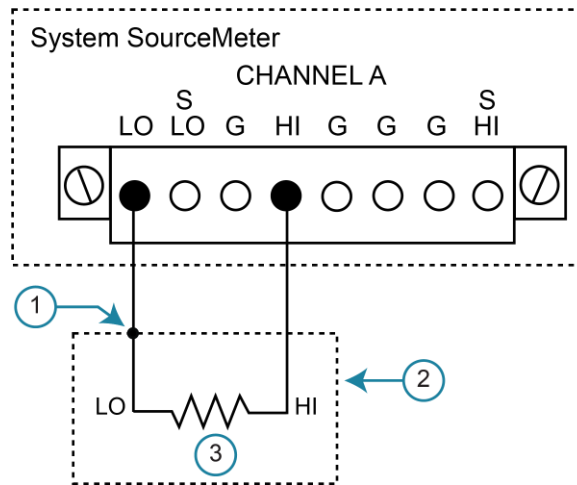 System SourceMeter
CHANNEL A
S S
LO LO G HI G G G HI
1
2
LO HI
3